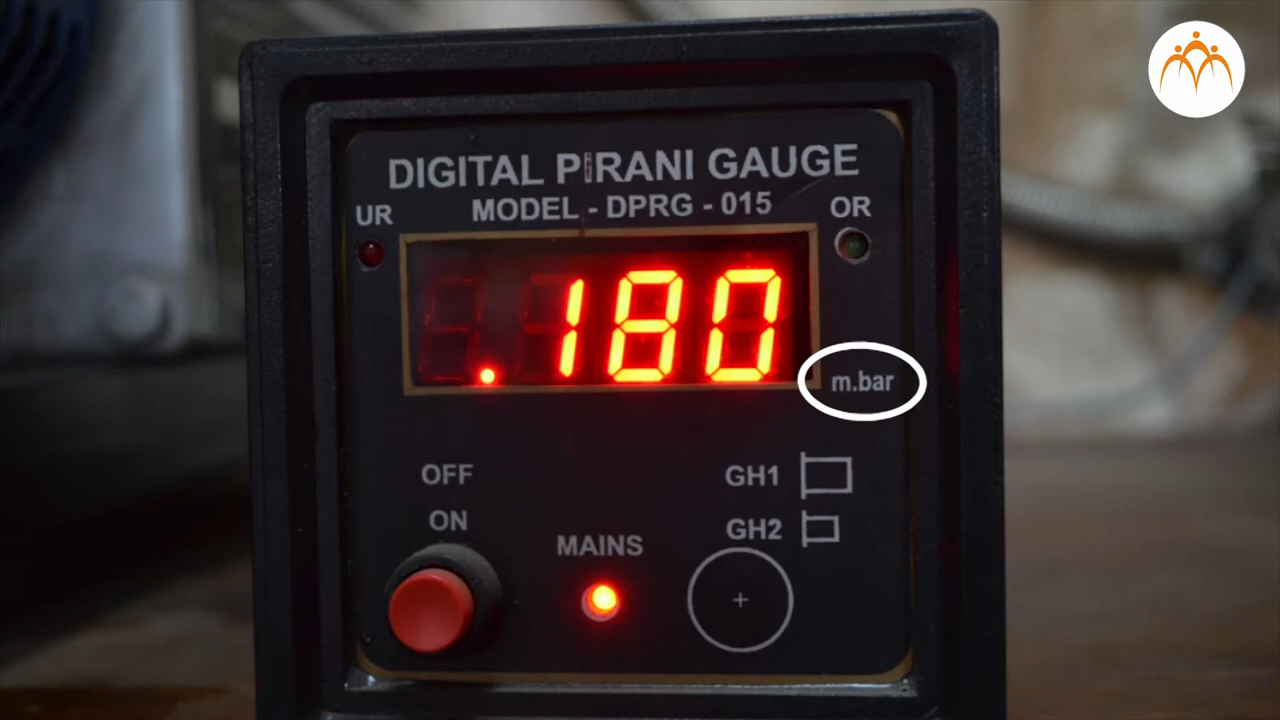 DIGITAL PIRANI GAUGE
MODEL - DPRG - 015
UR
OR
.180
m.bar
OFF
ON
MAINS
GH1
GH2
+